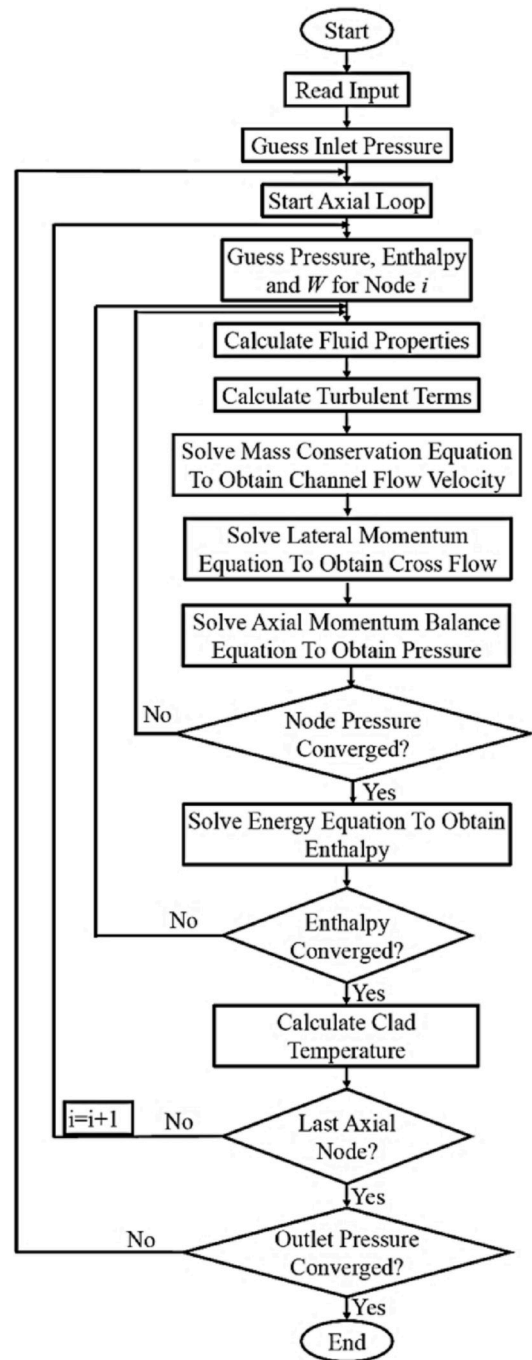 Start
Read Input
Guess Inlet Pressure
Start Axial Loop
Guess Pressure, Enthalpy
and W for Node i
Calculate Fluid Properties
Calculate Turbulent Terms
Solve Mass Conservation Equation
To Obtain Channel Flow Velocity
Solve Lateral Momentum
Equation To Obtain Cross Flow
Solve Axial Momentum Balance
Equation To Obtain Pressure
No
Node Pressure
Converged?
Yes
Solve Energy Equation To Obtain
Enthalpy
No
Enthalpy
Converged?
Yes
Calculate Clad
Temperature
i=i+1
No
Last Axial
Node?
Yes
No
Outlet Pressure
Converged?
Yes
End